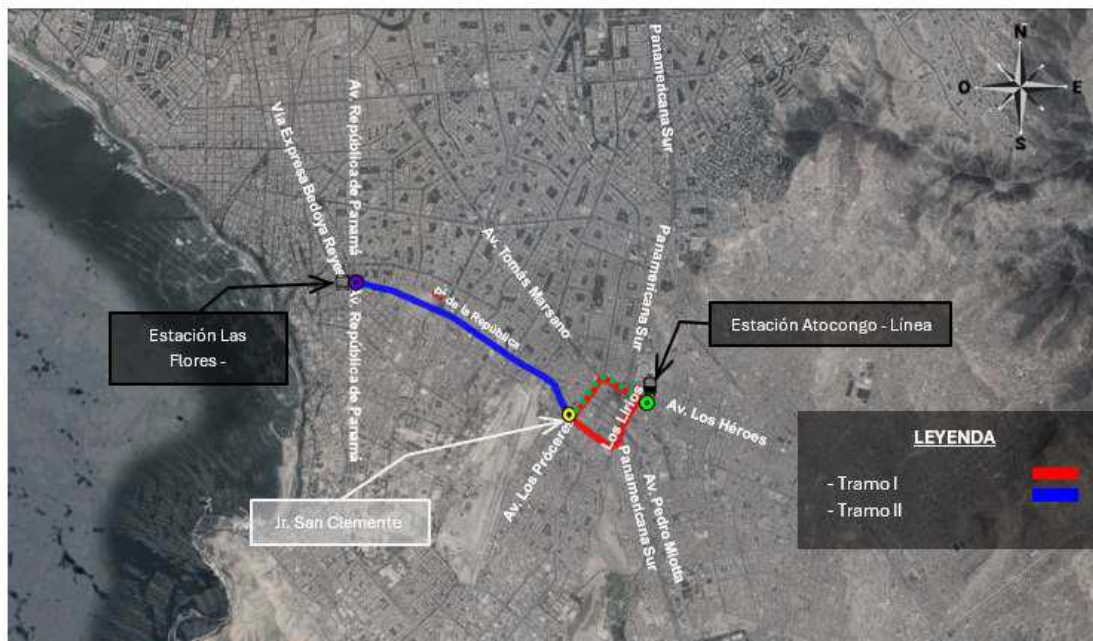 N
O
E
S
Panamericana Sur
Av. República de Panamá
Vía Expresa Bedoya Reyes
Av. Tomás Marsano
Panamericana Sur
de la República
Av. República de Panamá
Estación Las
Flores -
Estación Atocongo - Línea
Los Lirios
Av. Los Héroes
Av. Los Próceres
Jr. San Clemente
Panamericana Sur
Av. Pedro Miotta
LEYENDA
- Tramo I
- Tramo II